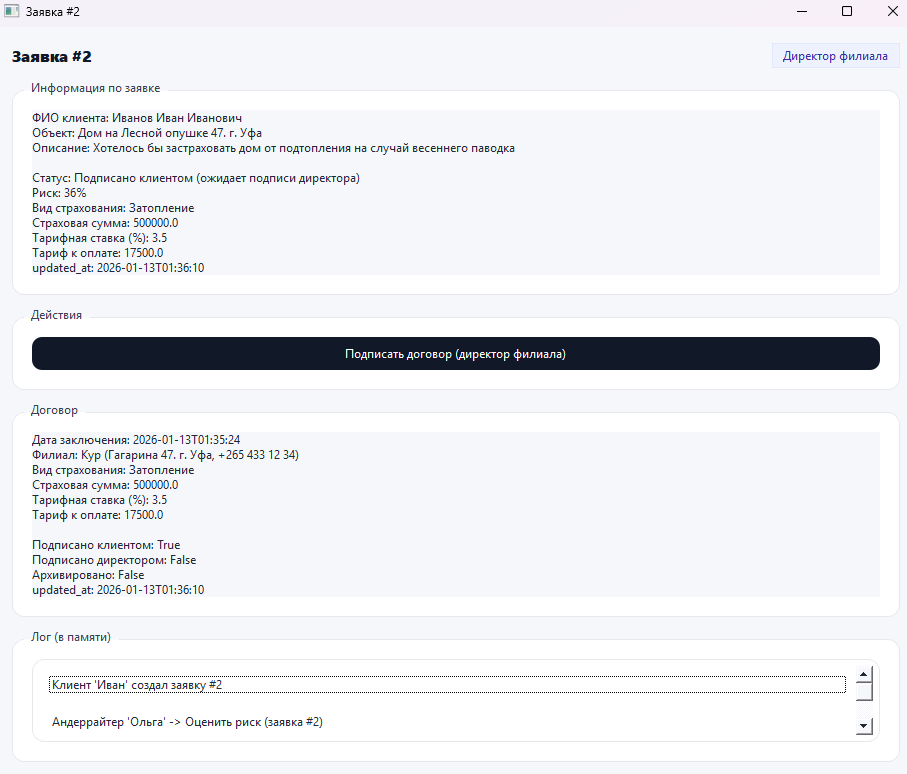 Заявка #2
Заявка #2
Директор филиала
Информация по заявке
ФИО клиента: Иванов Иван Иванович
Объект: Дом на Лесной опушке 47. г. Уфа
Описание: Хотелось бы застраховать дом от подтопления на случай весеннего паводка
Статус: Подписано клиентом (ожидает подписи директора)
Риск: 36%
Вид страхования: Затопление
Страховая сумма: 500000.0
Тарифная ставка (%): 3.5
Тариф к оплате: 17500.0
updated_at: 2026-01-13T01:36:10
Действия
Подписать договор (директор филиала)
Договор
Дата заключения: 2026-01-13T01:35:24
Филиал: Кур (Гагарина 47. г. Уфа, +265 433 12 34)
Вид страхования: Затопление
Страховая сумма: 500000.0
Тарифная ставка (%): 3.5
Тариф к оплате: 17500.0
Подписано клиентом: True
Подписано директором: False
Архивировано: False
updated_at: 2026-01-13T01:36:10
Лог (в памяти)
Клиент 'Иван' создал заявку #2
Андеррайтер 'Ольга' -> Оценить риск (заявка #2)